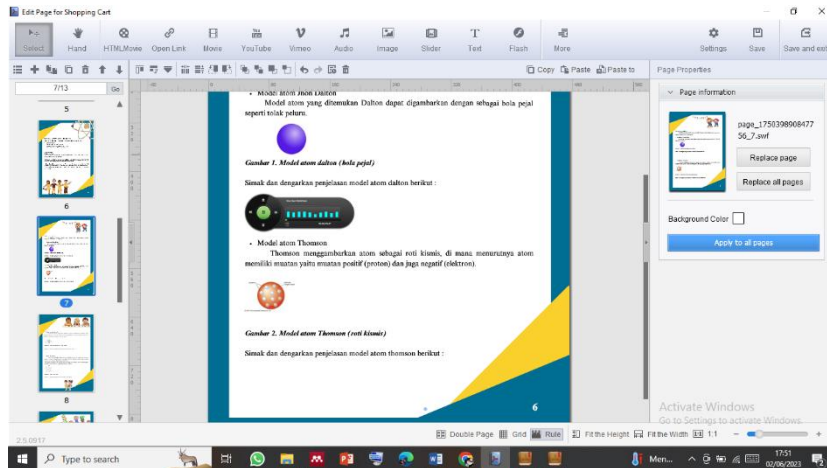 Edit Page for Shopping Cart
Select Hand HTMLMovie Open Link Movie YouTube Vimeo Audio Image Slider Text Flash More Settings Save Save and exit
Copy Paste Paste to Page Properties
7/13 Go
5
6
7
8
Model atom Jhon Dalton
Model atom yang ditemukan Dalton dapat digambarkan dengan sebagai bola pejal
seperti tolak peluru.
Gambar 1. Model atom dalton (bola pejal)
Simak dan dengarkan penjelasan model atom dalton berikut :
• Model atom Thomson
Thomson menggambarkan atom sebagai roti kismis, di mana menurutnya atom
memiliki muatan yaitu muatan positif (proton) dan juga negatif (elektron).
Gambar 2. Model atom Thomson (roti kismis)
Simak dan dengarkan penjelasan model atom thomson berikut :
6
Page information
page_1750398908477
56_7.swf
Replace page
Replace all pages
Background Color
Apply to all pages
Activate Windows
Go to Settings to activate Windows.
2.5.0917
Double Page Grid Rule Fit the Height Fit the Width 1:1
Type to search
Men...
17:51
02/06/2023